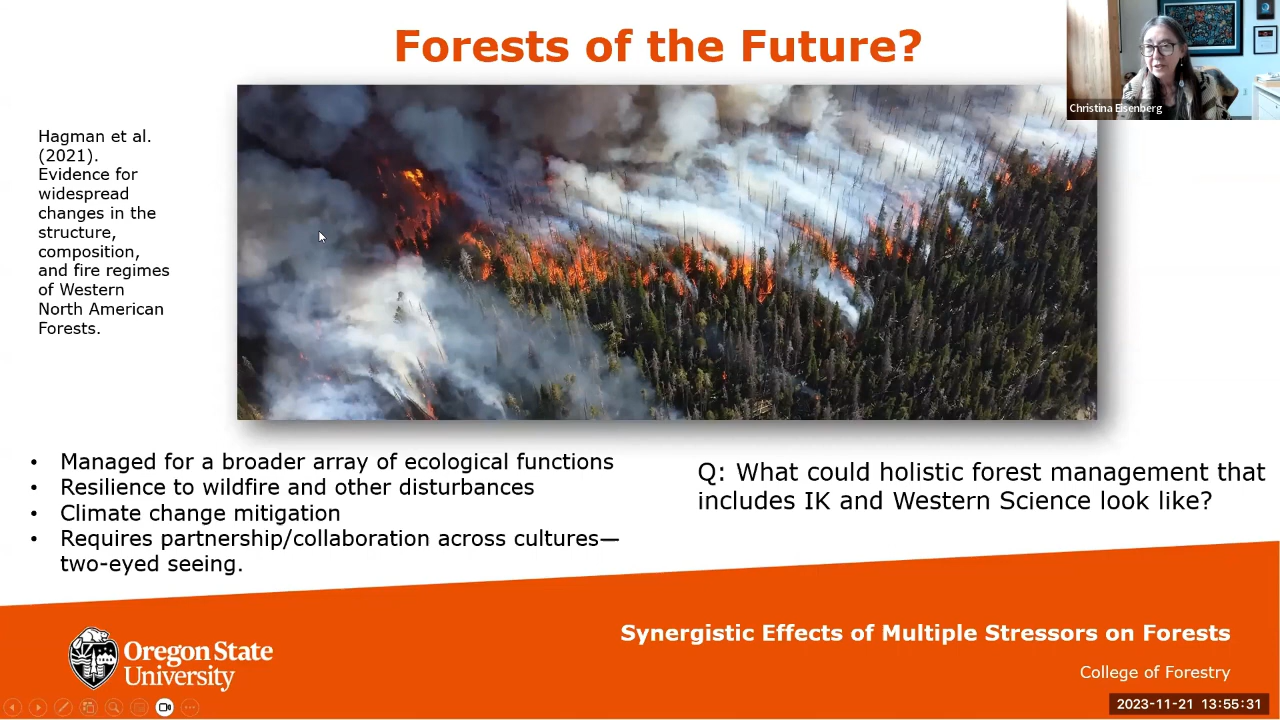 Forests of the Future?
Christina Eisenberg
Hagman et al.
(2021).
Evidence for
widespread
changes in the
structure,
composition,
and fire regimes
of Western
North American
Forests.
• Managed for a broader array of ecological functions
• Resilience to wildfire and other disturbances
• Climate change mitigation
• Requires partnership/collaboration across cultures—
two-eyed seeing.
Q: What could holistic forest management that
includes IK and Western Science look like?
Synergistic Effects of Multiple Stressors on Forests
Oregon State
University
College of Forestry
2023-11-21 13:55:31